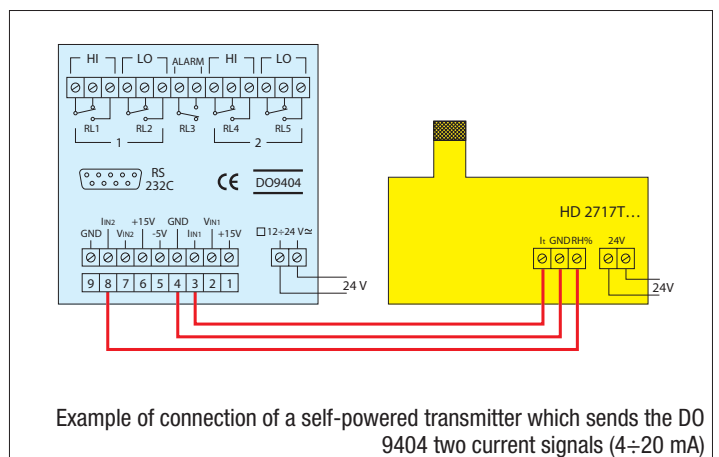 HI LO ALARM HI LO
RL1 RL2 RL3 RL4 RL5
1 2
RS
232C
CE DO9404
IIN2 +15V GND VIN1
GND VIN2 -5V IIN1 +15V
12÷24 V≃
9 8 7 6 5 4 3 2 1
24 V
HD 2717T...
It GND RH% 24V
24V
Example of connection of a self-powered transmitter which sends the DO
9404 two current signals (4÷20 mA)